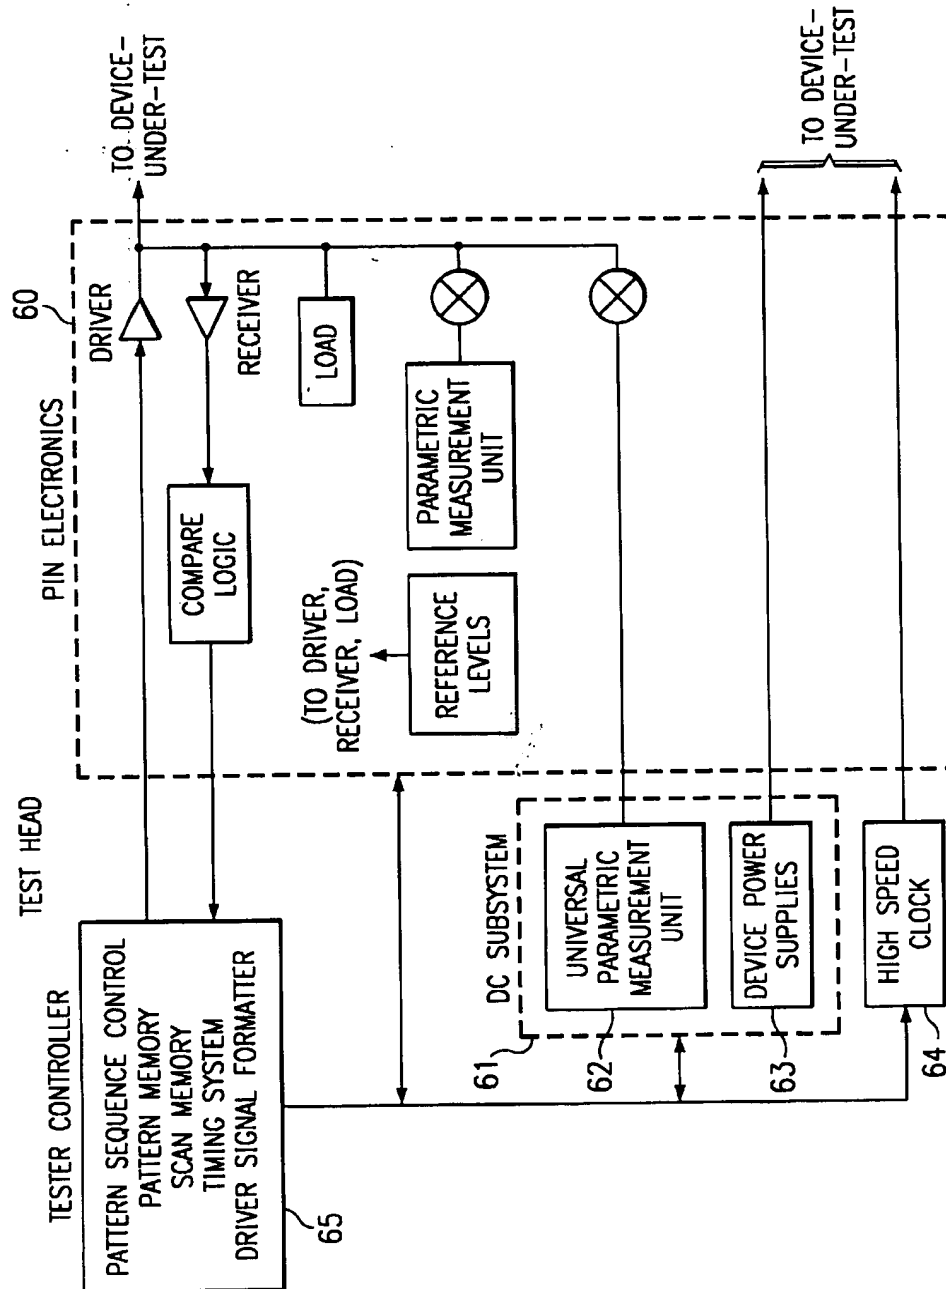 TESTER CONTROLLER
PATTERN SEQUENCE CONTROL
PATTERN MEMORY
SCAN MEMORY
TIMING SYSTEM
DRIVER SIGNAL FORMATTER
65
TEST HEAD
PIN ELECTRONICS
60
DRIVER
TO DEVICE-
UNDER-TEST
COMPARE
LOGIC
RECEIVER
(TO DRIVER,
RECEIVER, LOAD)
LOAD
REFERENCE
LEVELS
PARAMETRIC
MEASUREMENT
UNIT
DC SUBSYSTEM
61
UNIVERSAL
PARAMETRIC
MEASUREMENT
UNIT
62
DEVICE POWER
SUPPLIES
63
TO DEVICE-
UNDER-TEST
HIGH SPEED
CLOCK
64